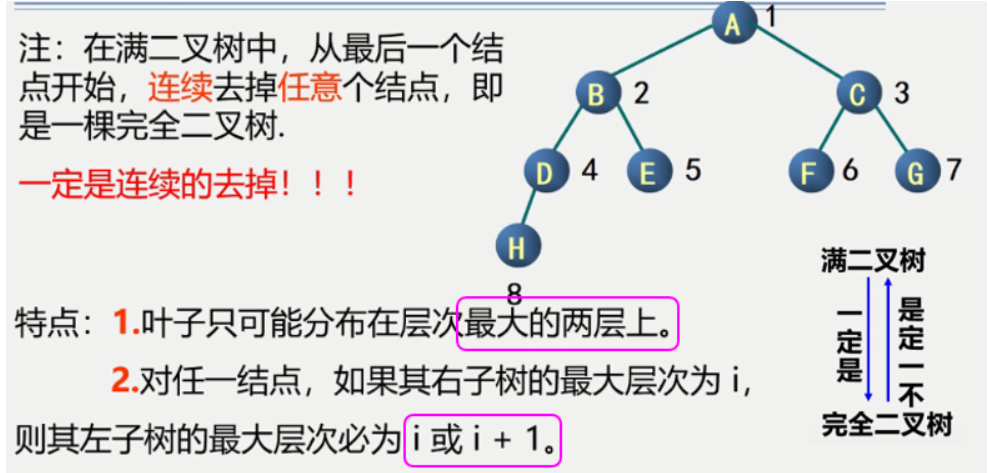 注：在满二叉树中，从最后一个结
点开始，连续去掉任意个结点，即
是一棵完全二叉树.
一定是连续的去掉！！！
A 1
B 2
C 3
D 4
E 5
F 6
G 7
H
8
特点：1.叶子只可能分布在层次最大的两层上。
2.对任一结点，如果其右子树的最大层次为 i，
则其左子树的最大层次必为 i 或 i + 1。
满二叉树
一定是
是定一不
完全二叉树